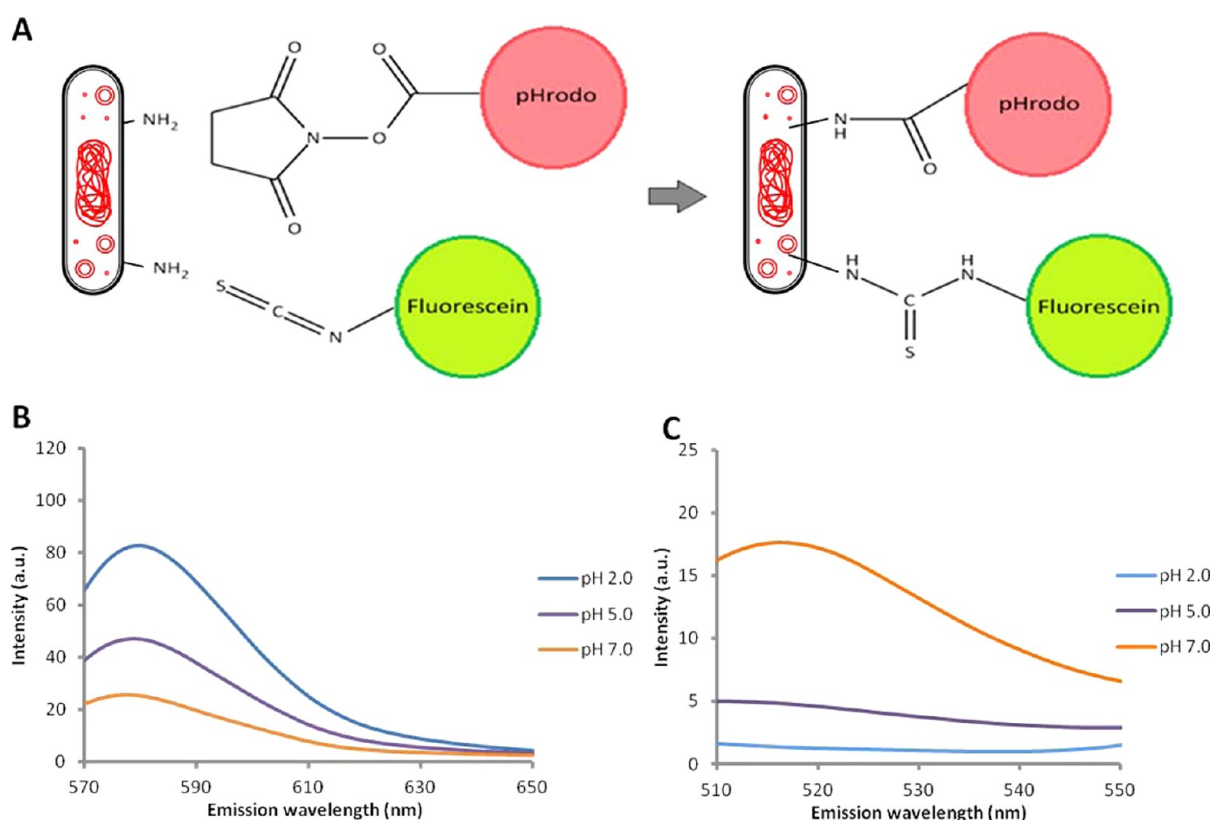 A
NH₂
O
O
N
O
O
pHrodo
NH₂
S
C
N
Fluorescein
N
H
O
pHrodo
H
N
C
S
H
N
Fluorescein
B
120
100
80
60
40
20
0
570
590
610
630
650
Intensity (a.u.)
Emission wavelength (nm)
pH 2.0
pH 5.0
pH 7.0
C
25
20
15
10
5
0
510
520
530
540
550
Intensity (a.u.)
Emission wavelength (nm)
pH 2.0
pH 5.0
pH 7.0